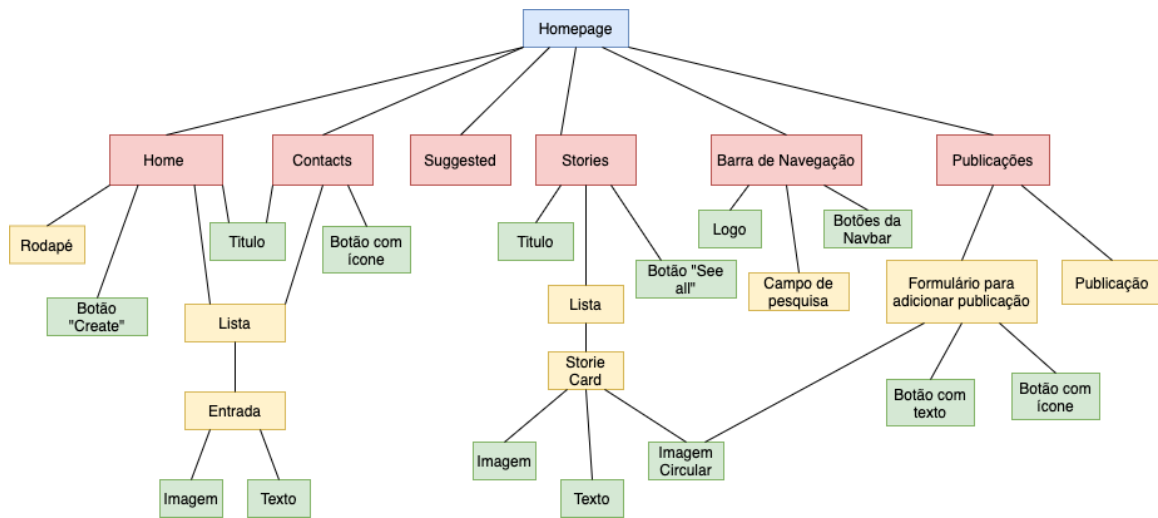 Homepage
Home
Contacts
Suggested
Stories
Barra de Navegação
Publicações
Rodapé
Titulo
Botão com
ícone
Titulo
Logo
Botões da
Navbar
Botão "See
all"
Campo de
pesquisa
Formulário para
adicionar publicação
Publicação
Botão
"Create"
Lista
Lista
Storie
Card
Entrada
Botão com
texto
Botão com
ícone
Imagem
Texto
Imagem
Texto
Imagem
Circular